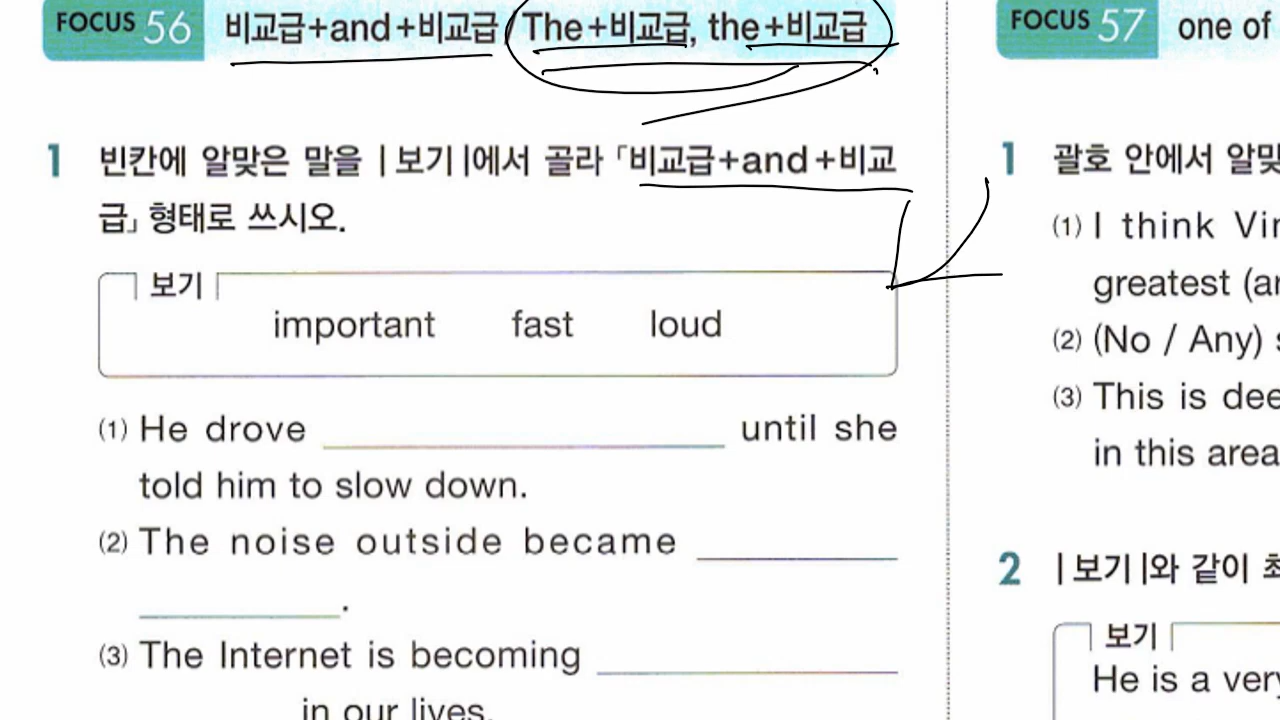 FOCUS 56 비교급+and+비교급 The+비교급, the+비교급
1 빈칸에 알맞은 말을 |보기|에서 골라 「비교급+and+비교
급」 형태로 쓰시오.
보기
important fast loud
(1) He drove until she
told him to slow down.
(2) The noise outside became
.
(3) The Internet is becoming
in our lives.
FOCUS 57 one of
1 괄호 안에서 알맞
(1) I think Vir
greatest (an
(2) (No / Any) s
(3) This is dee
in this area
2 |보기|와 같이 최
보기
He is a very